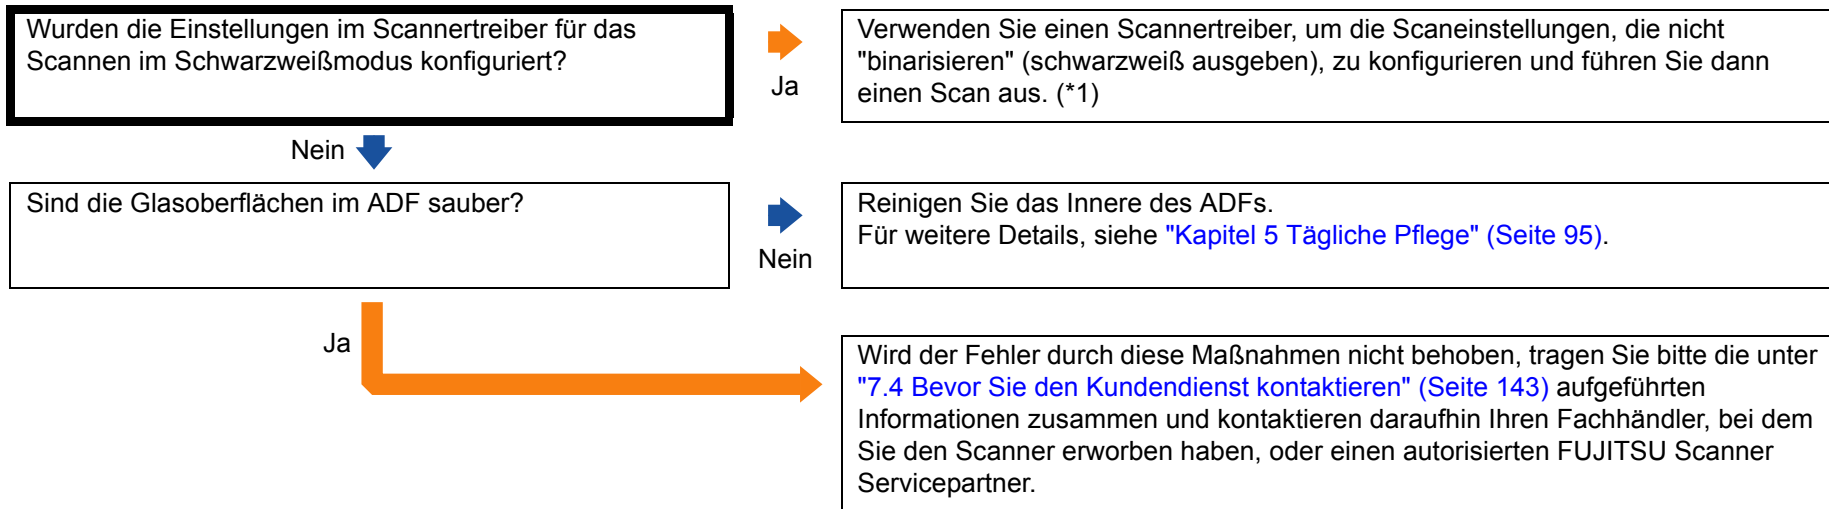 Wurden die Einstellungen im Scannertreiber für das
Scannen im Schwarzweißmodus konfiguriert?
Ja
Verwenden Sie einen Scannertreiber, um die Scaneinstellungen, die nicht
"binarisieren" (schwarzweiß ausgeben), zu konfigurieren und führen Sie dann
einen Scan aus. (*1)
Nein
Sind die Glasoberflächen im ADF sauber?
Nein
Reinigen Sie das Innere des ADFs.
Für weitere Details, siehe "Kapitel 5 Tägliche Pflege" (Seite 95).
Ja
Wird der Fehler durch diese Maßnahmen nicht behoben, tragen Sie bitte die unter
"7.4 Bevor Sie den Kundendienst kontaktieren" (Seite 143) aufgeführten
Informationen zusammen und kontaktieren daraufhin Ihren Fachhändler, bei dem
Sie den Scanner erworben haben, oder einen autorisierten FUJITSU Scanner
Servicepartner.